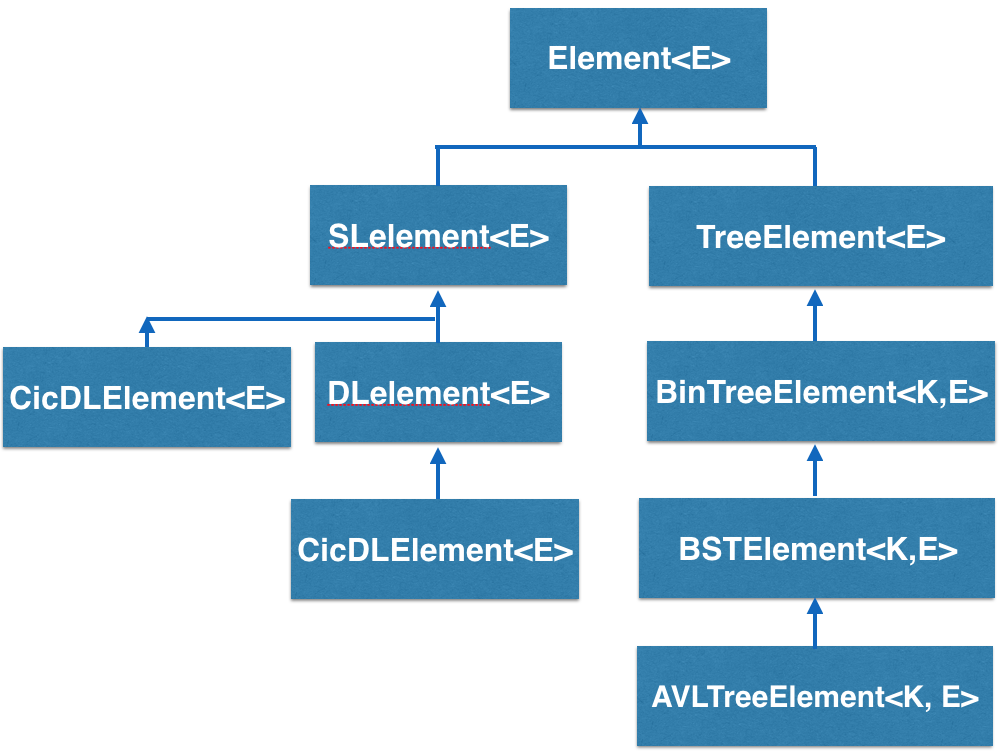 Element<E>
SLelement<E>
TreeElement<E>
CicDLElement<E>
DLelement<E>
BinTreeElement<K,E>
CicDLElement<E>
BSTElement<K,E>
AVLTreeElement<K, E>